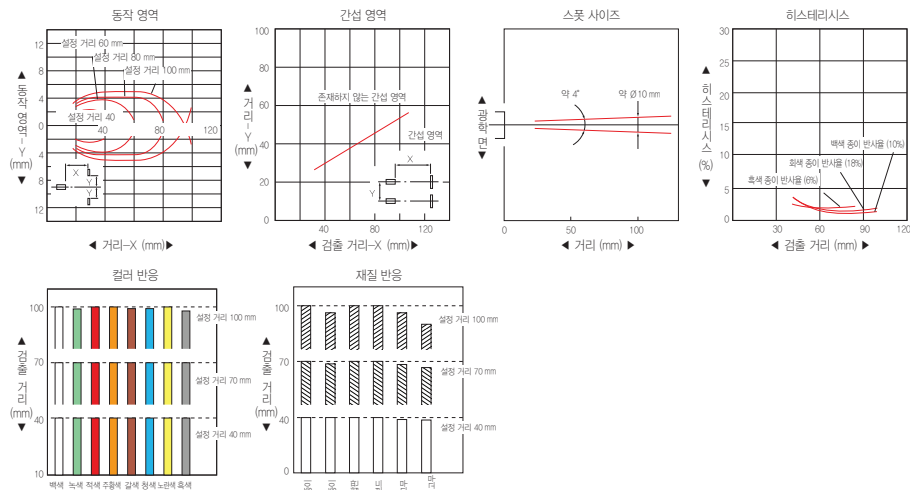 동작 영역
12
8
4
0
4
8
12
설정 거리 60 mm
설정 거리 80 mm
설정 거리 100 mm
설정 거리 40
40
80
120
X
Y
Y
▲ 동작 영역-Y (mm) ▼
◀ 거리-X (mm) ▶
간섭 영역
100
80
60
40
20
0
존재하지 않는 간섭 영역
간섭 영역
X
Y
40
80
120
▲ 거리-Y (mm) ▼
◀ 검출 거리-X (mm) ▶
스폿 사이즈
약 4°
약 Ø10 mm
▲ 광학면 ▼
0
50
100
◀ 거리 (mm) ▶
히스테리시스
30
25
20
15
10
5
0
백색 종이 반사율 (10%)
회색 종이 반사율 (18%)
흑색 종이 반사율 (6%)
30
60
90
120
▲ 히스테리시스 (%) ▼
◀ 검출 거리 (mm) ▶
컬러 반응
100
70
40
10
설정 거리 100 mm
설정 거리 70 mm
설정 거리 40 mm
▲ 검출 거리 (mm) ▼
백색 녹색 적색 주황색 갈색 청색 노란색 흑색
재질 반응
100
70
40
0
설정 거리 100 mm
설정 거리 70 mm
설정 거리 40 mm
▲ 검출 거리 (mm) ▼